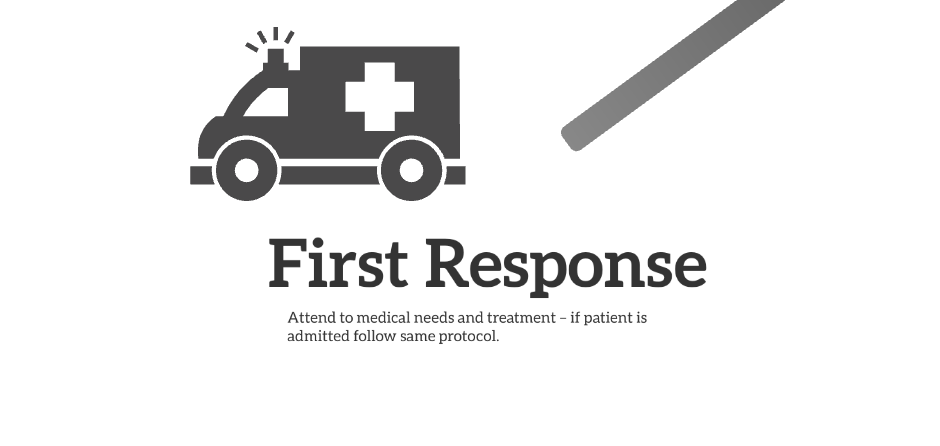 First Response
Attend to medical needs and treatment – if patient is
admitted follow same protocol.